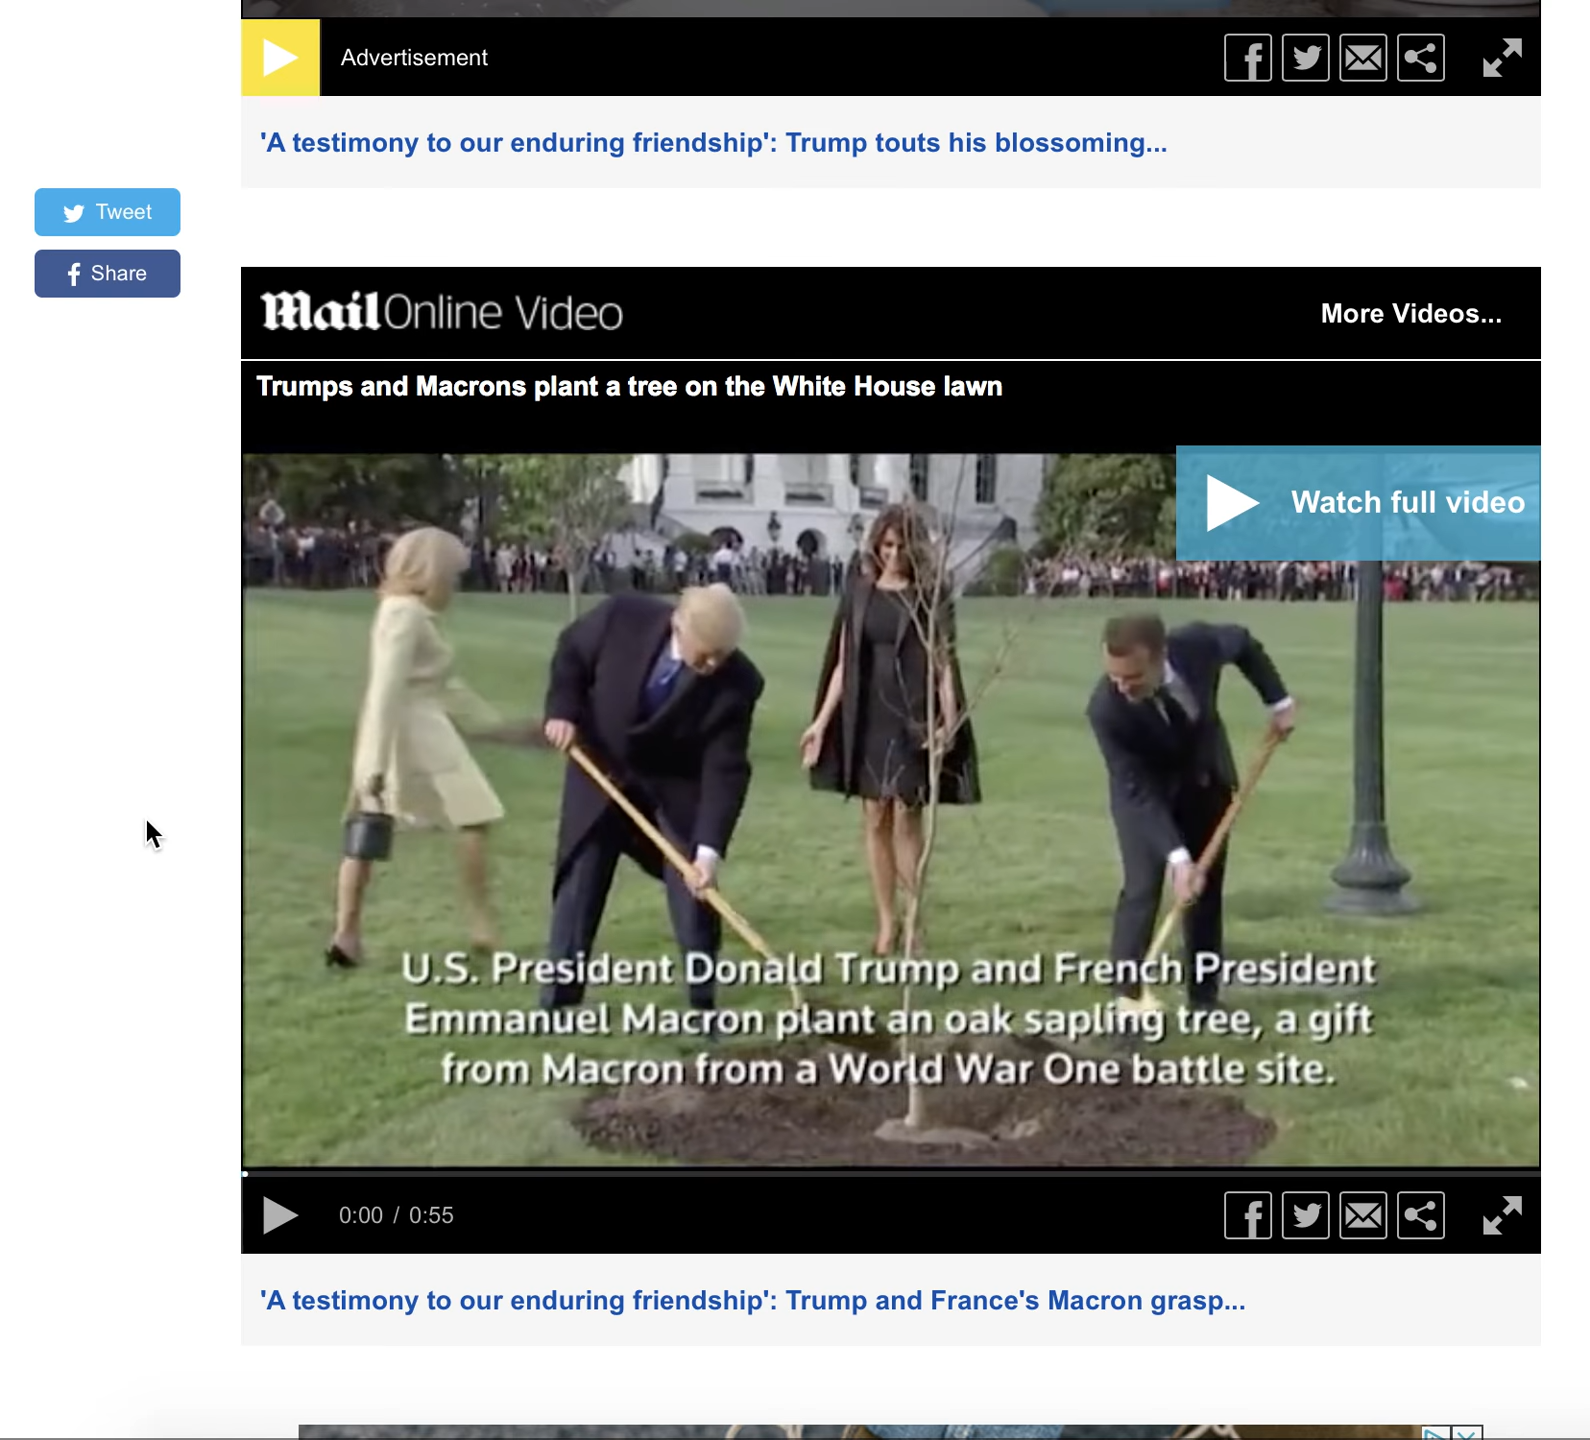 Advertisement
'A testimony to our enduring friendship': Trump touts his blossoming...
Tweet
Share
Mail Online Video
More Videos...
Trumps and Macrons plant a tree on the White House lawn
Watch full video
U.S. President Donald Trump and French President
Emmanuel Macron plant an oak sapling tree, a gift
from Macron from a World War One battle site.
0:00 / 0:55
'A testimony to our enduring friendship': Trump and France's Macron grasp...